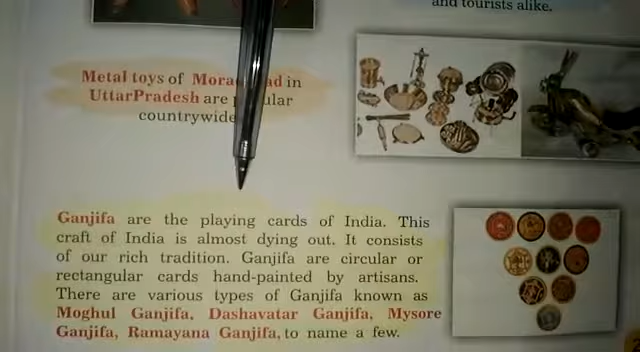 and tourists alike.
Metal toys of in
UttarPradesh are
countrywide
Ganjifa are the playing cards of India. This
craft of India is almost dying out. It consists
of our rich tradition. Ganjifa are circular or
rectangular cards hand-painted by artisans.
There are various types of Ganjifa known as
Moghul Ganjifa, Dashavatar Ganjifa, Mysore
Ganjifa, Ramayana Ganjifa, to name a few.